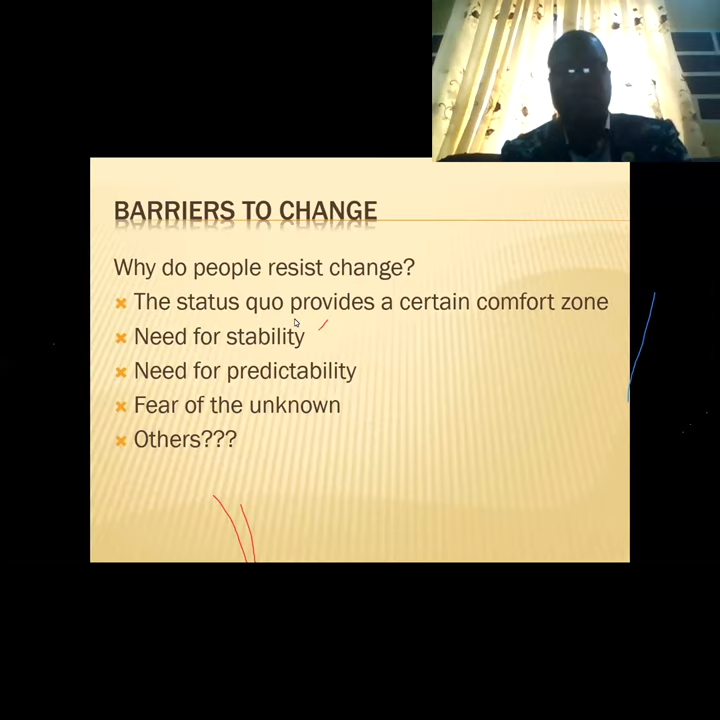 BARRIERS TO CHANGE
Why do people resist change?
The status quo provides a certain comfort zone
Need for stability
Need for predictability
Fear of the unknown
Others???